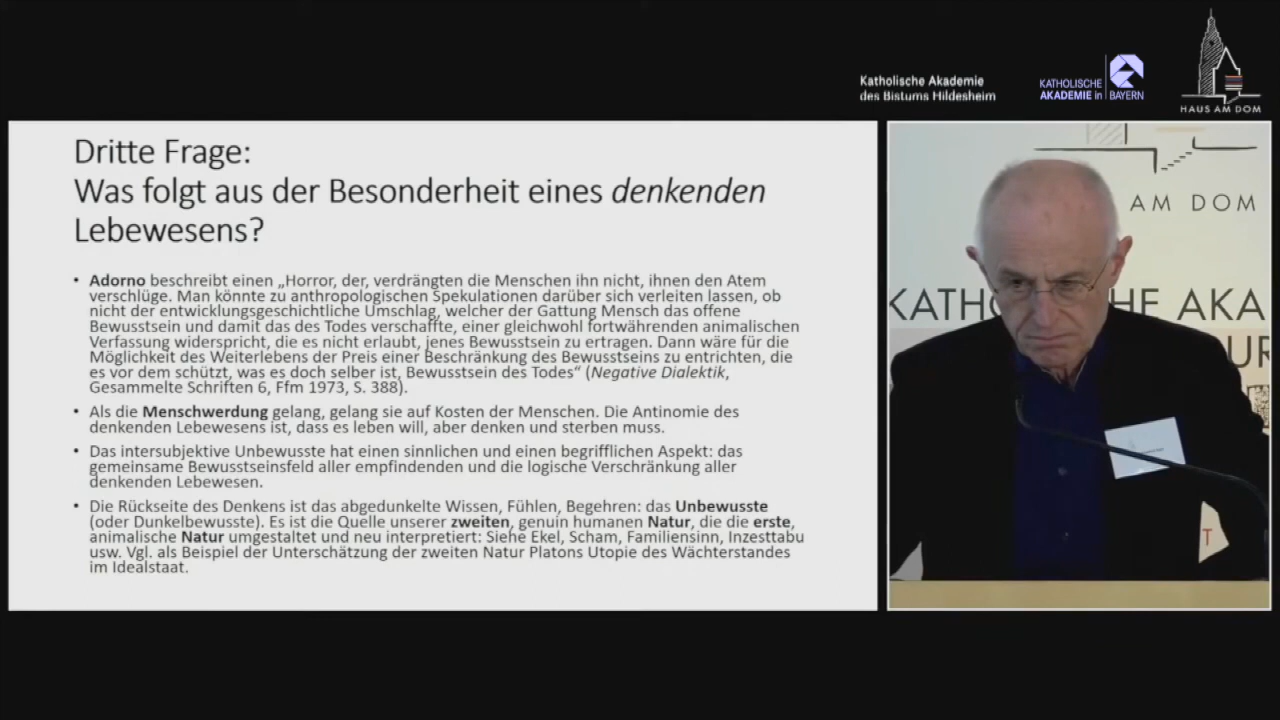 Katholische Akademie
des Bistums Hildesheim
KATHOLISCHE
AKADEMIE in BAYERN
HAUS AM DOM
Dritte Frage:
Was folgt aus der Besonderheit eines denkenden
Lebewesens?
• Adorno beschreibt einen „Horror, der, verdrängten die Menschen ihn nicht, ihnen den Atem
verschlüge. Man könnte zu anthropologischen Spekulationen darüber sich verleiten lassen, ob
nicht der entwicklungsgeschichtliche Umschlag, welcher der Gattung Mensch das offene
Bewusstsein und damit das des Todes verschaffte, einer gleichwohl fortwährenden animalischen
Verfassung widerspricht, die es nicht erlaubt, jenes Bewusstsein zu ertragen. Dann wäre für die
Möglichkeit des Weiterlebens der Preis einer Beschränkung des Bewusstseins zu entrichten, die
es vor dem schützt, was es doch selber ist, Bewusstsein des Todes“ (Negative Dialektik,
Gesammelte Schriften 6, Ffm 1973, S. 388).
• Als die Menschwerdung gelang, gelang sie auf Kosten der Menschen. Die Antinomie des
denkenden Lebewesens ist, dass es leben will, aber denken und sterben muss.
• Das intersubjektive Unbewusste hat einen sinnlichen und einen begrifflichen Aspekt: das
gemeinsame Bewusstseinsfeld aller empfindenden und die logische Verschränkung aller
denkenden Lebewesen.
• Die Rückseite des Denkens ist das abgedunkelte Wissen, Fühlen, Begehren: das Unbewusste
(oder Dunkelbewusste). Es ist die Quelle unserer zweiten, genuin humanen Natur, die die erste,
animalische Natur umgestaltet und neu interpretiert: Siehe Ekel, Scham, Familiensinn, Inzesttabu
usw. Vgl. als Beispiel der Unterschätzung der zweiten Natur Platons Utopie des Wächterstandes
im Idealstaat.
AM DOM
KATHO HE AKA
UR
T